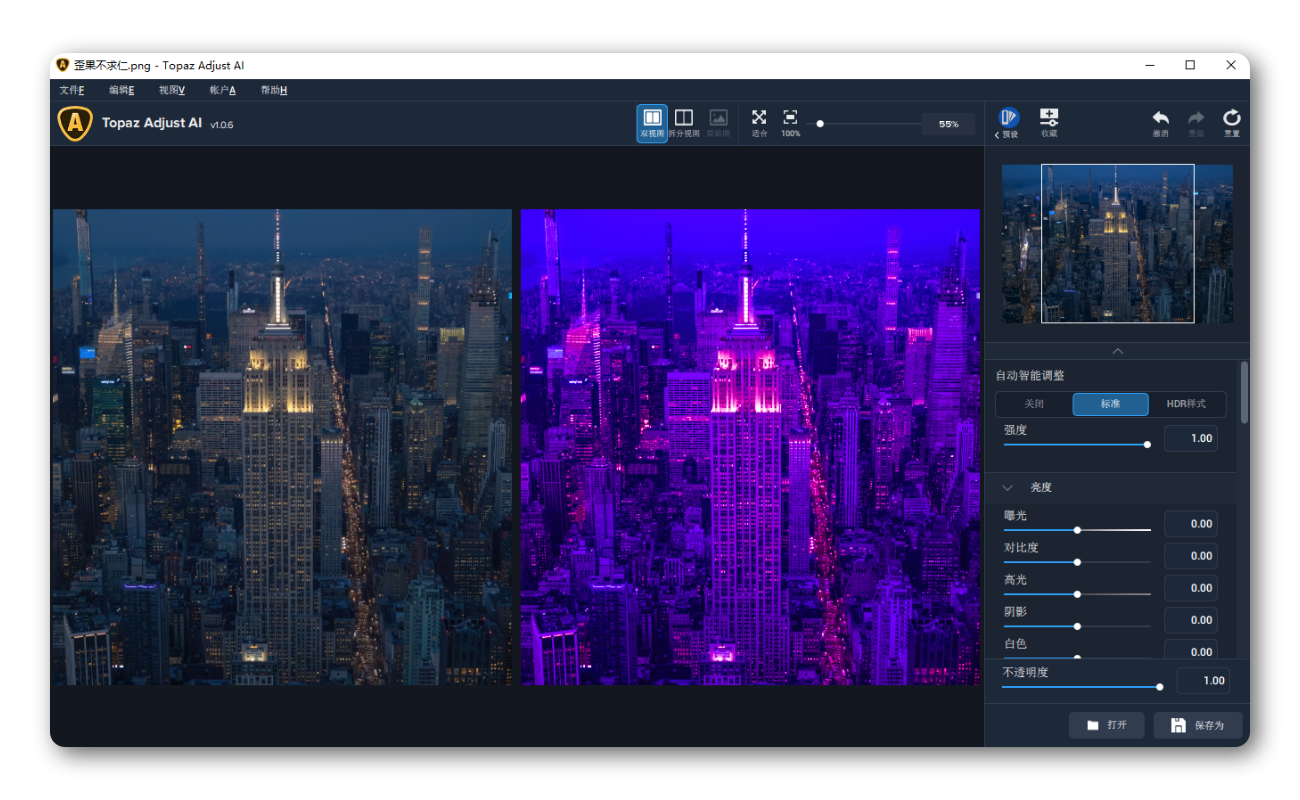 歪果不求仁.png - Topaz Adjust AI
文件F 编辑E 视图V 帐户A 帮助H
Topaz Adjust AI v1.0.6
双视图 拆分视图 原始图 适合 100% 55% 预设 收藏 撤消 重做 重置
自动智能调整
关闭 标准 HDR样式
强度 1.00
亮度
曝光 0.00
对比度 0.00
高光 0.00
阴影 0.00
白色 0.00
不透明度 1.00
打开 保存为